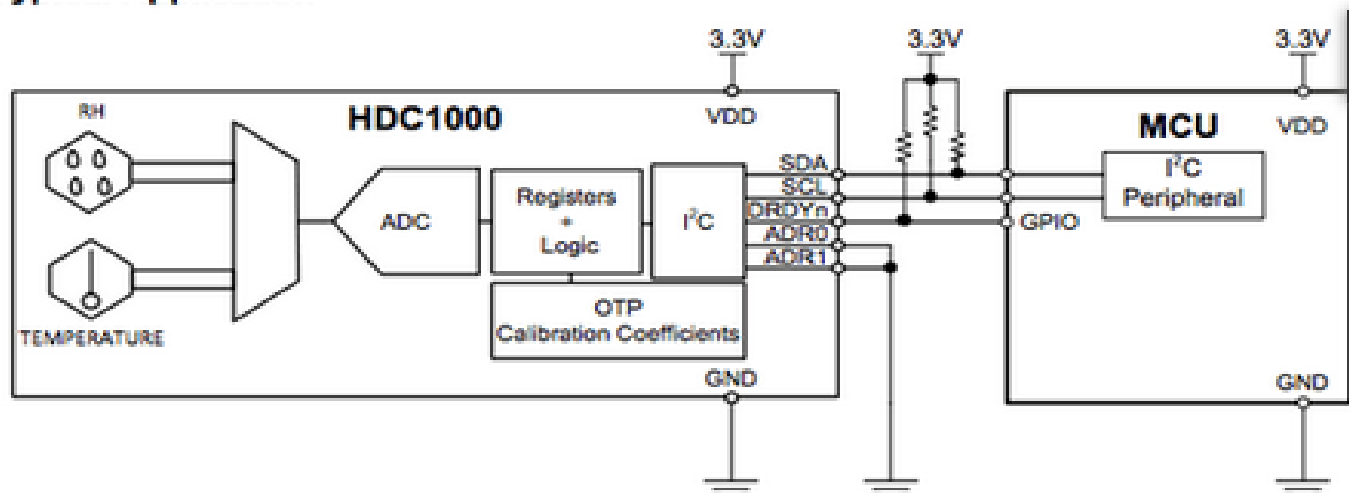 3.3V
3.3V
3.3V
RH
HDC1000
VDD
MCU
VDD
SDA
SCL
DRDYn
ADR0
ADR1
I²C
Peripheral
GPIO
ADC
Registers
+
Logic
I²C
OTP
Calibration Coefficients
TEMPERATURE
GND
GND